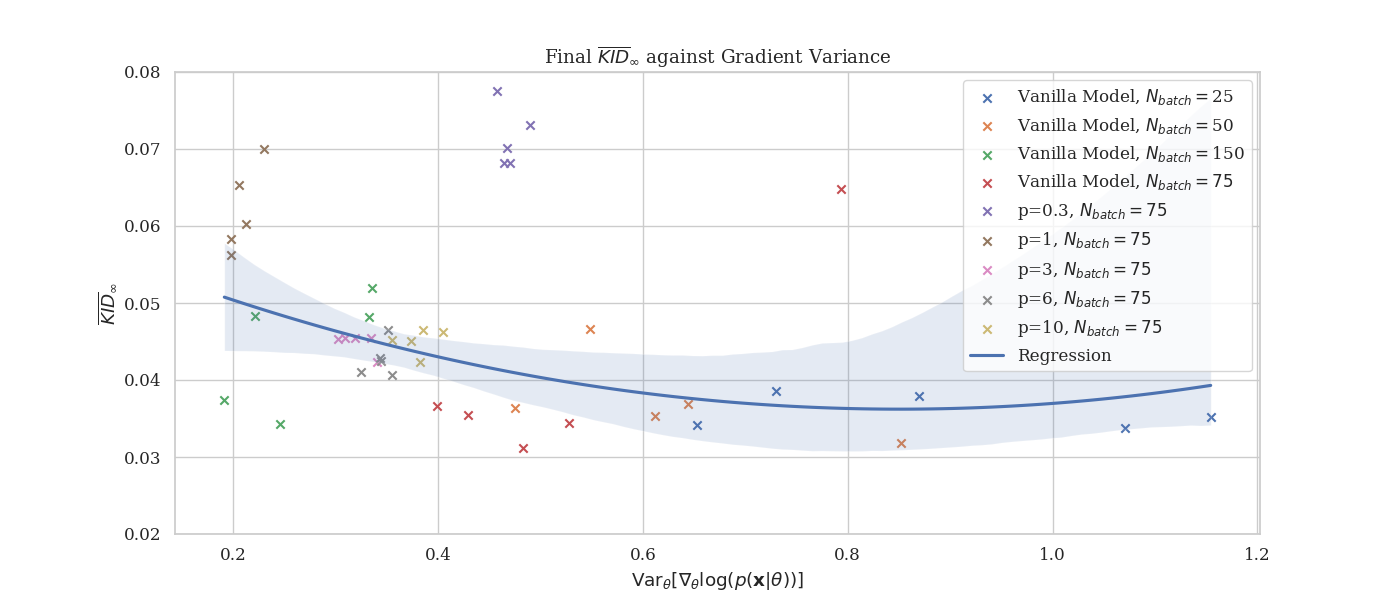 Final $\overline{KID}_\infty$ against Gradient Variance
0.08
0.07
0.06
0.05
0.04
0.03
0.02
$\overline{KID}_\infty$
Vanilla Model, $N_{batch} = 25$
Vanilla Model, $N_{batch} = 50$
Vanilla Model, $N_{batch} = 150$
Vanilla Model, $N_{batch} = 75$
p=0.3, $N_{batch} = 75$
p=1, $N_{batch} = 75$
p=3, $N_{batch} = 75$
p=6, $N_{batch} = 75$
p=10, $N_{batch} = 75$
Regression
0.2 0.4 0.6 0.8 1.0 1.2
$\mathrm{Var}_\theta[\nabla_\theta \log(p(\mathbf{x}|\theta))]$